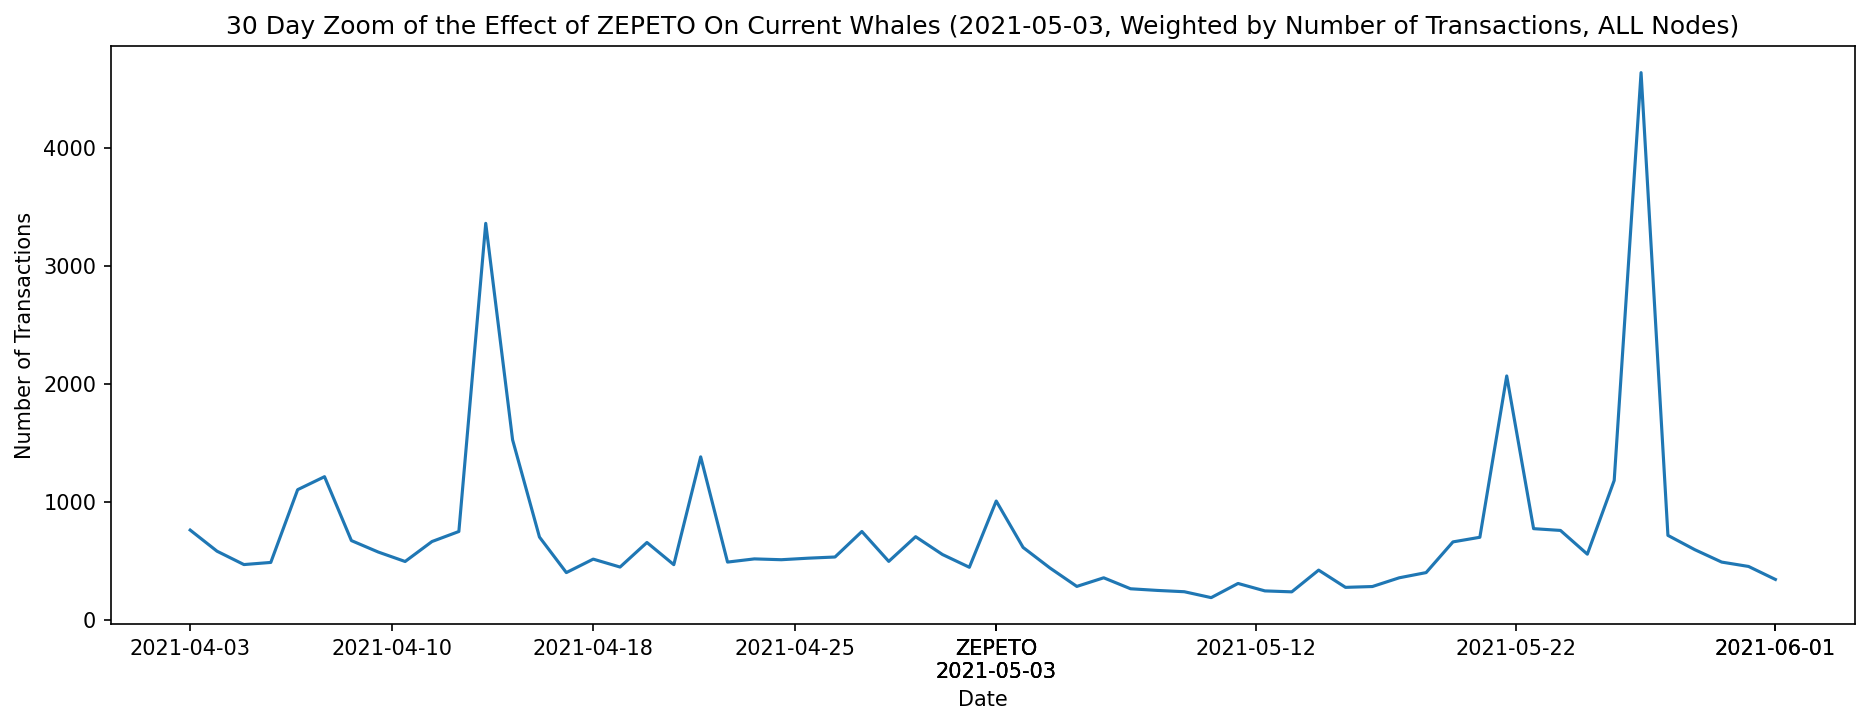 30 Day Zoom of the Effect of ZEPETO On Current Whales (2021-05-03, Weighted by Number of Transactions, ALL Nodes)
Number of Transactions
4000
3000
2000
1000
0
2021-04-03 2021-04-10 2021-04-18 2021-04-25 ZEPETO 2021-05-12 2021-05-22 2021-06-01
2021-05-03
Date